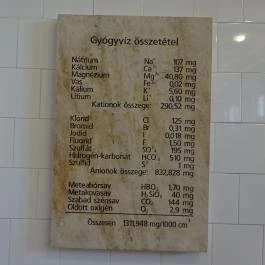 Gyógyvíz összetétel
Nátrium Na⁺ 107 mg
Kálcium Ca⁺⁺ 137 mg
Magnézium Mg⁺⁺ 40,80 mg
Vas Fe⁺⁺ 0,02 mg
Kálium K⁺ 5,60 mg
Lítium Li⁺ 0,10 mg
Kationok összege: 290,52 mg
Klorid Cl⁻ 125 mg
Bromid Br⁻ 0,31 mg
Jodid I⁻ 0,018 mg
Fluorid F⁻ 1,50 mg
Szulfát SO₄⁻⁻ 195 mg
Hidrogén-karbonát HCO₃⁻ 510 mg
Szulfid S⁻⁻ 1 mg
Anionok összege: 832,828 mg
Metabórsav HBO₂ 1,70 mg
Metakovasav 40 mg
Szabad szénsav CO₂ 144 mg
Oldott oxigén O₂ 2,9 mg
Összesen 1311,948 mg/1000 cm